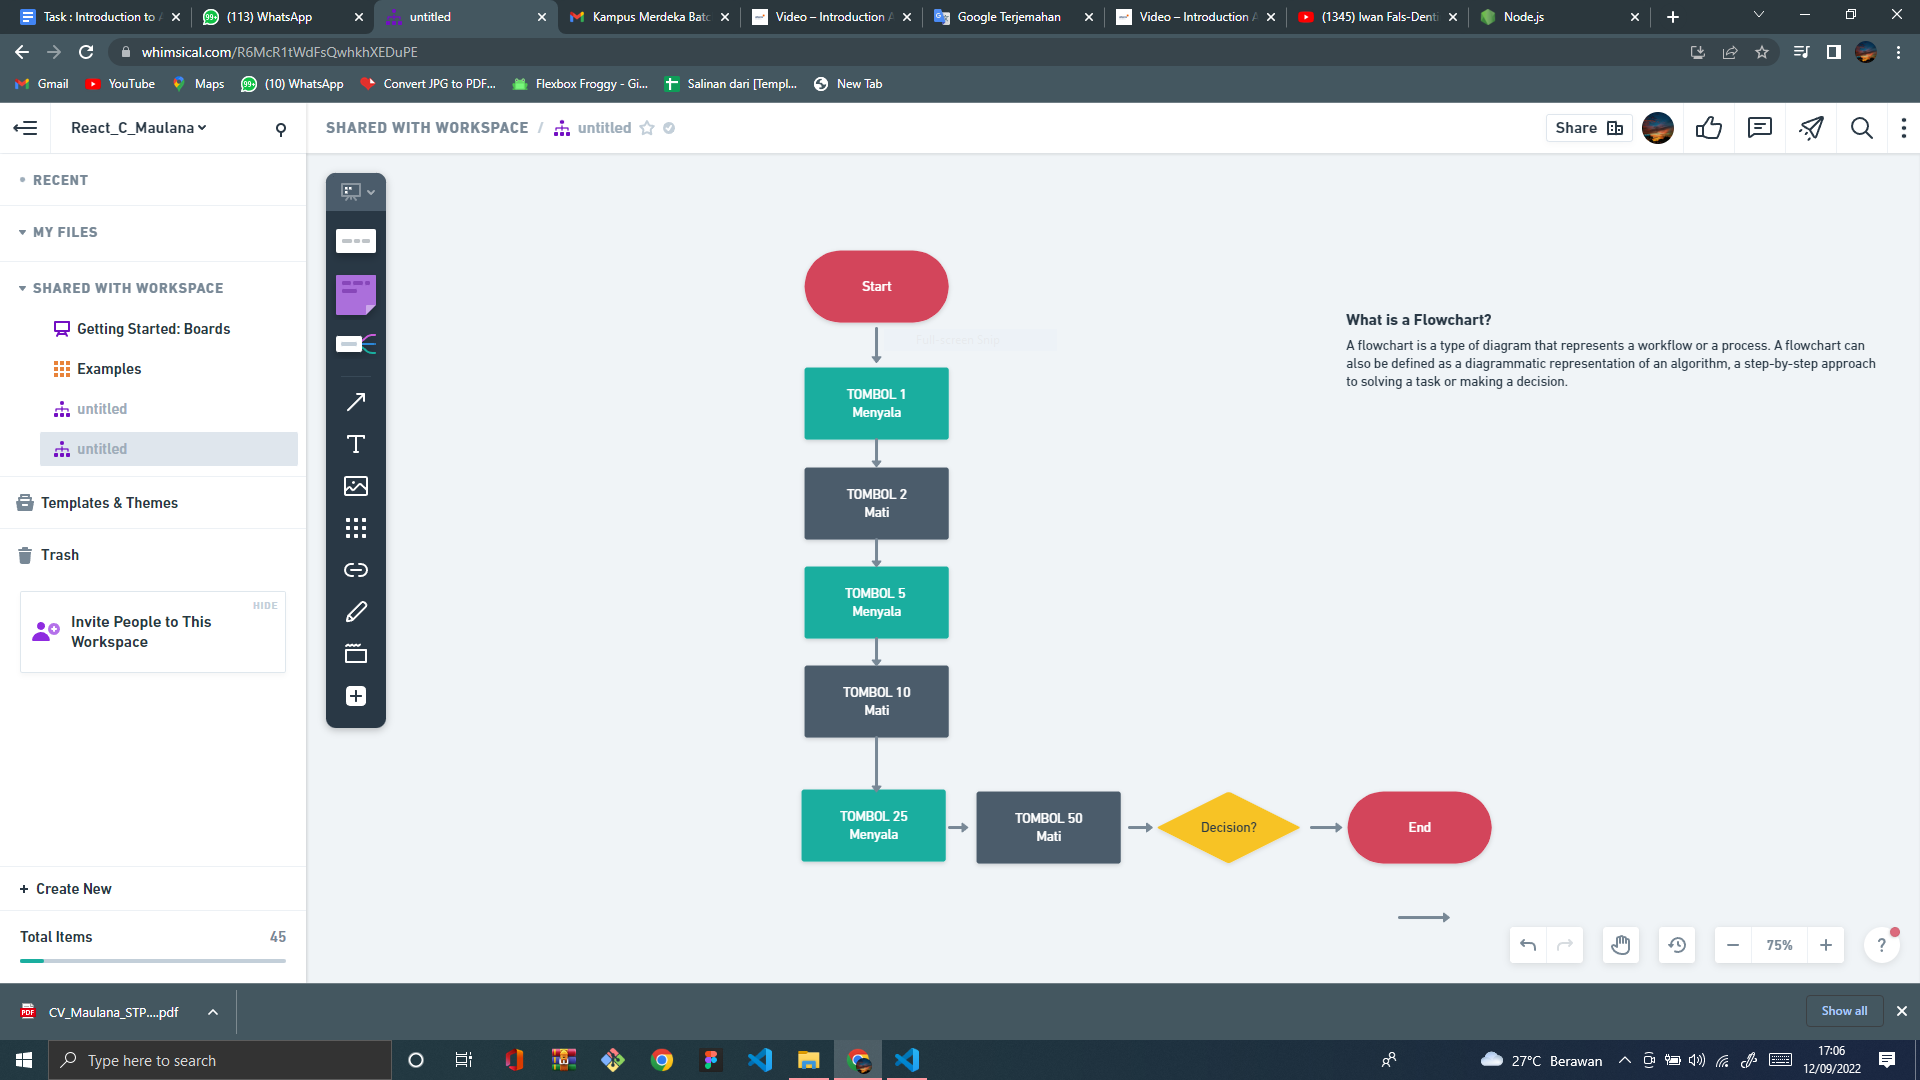 Task : Introduction to A
(113) WhatsApp
untitled
Kampus Merdeka Batc
Video – Introduction A
Google Terjemahan
Video – Introduction A
(1345) Iwan Fals-Denti
Node.js
whimsical.com/R6McR1tWdFsQwhkhXEDuPE
Gmail
YouTube
Maps
(10) WhatsApp
Convert JPG to PDF...
Flexbox Froggy - Gi...
Salinan dari [Templ...
New Tab
React_C_Maulana
SHARED WITH WORKSPACE / untitled
Share
RECENT
MY FILES
SHARED WITH WORKSPACE
Getting Started: Boards
Examples
untitled
untitled
Templates & Themes
Trash
HIDE
Invite People to This
Workspace
+ Create New
Total Items 45
Start
Full-screen Snip
TOMBOL 1
Menyala
TOMBOL 2
Mati
TOMBOL 5
Menyala
TOMBOL 10
Mati
TOMBOL 25
Menyala
TOMBOL 50
Mati
Decision?
End
What is a Flowchart?
A flowchart is a type of diagram that represents a workflow or a process. A flowchart can
also be defined as a diagrammatic representation of an algorithm, a step-by-step approach
to solving a task or making a decision.
75%
?
CV_Maulana_STP....pdf
Show all
Type here to search
27°C Berawan
17:06
12/09/2022